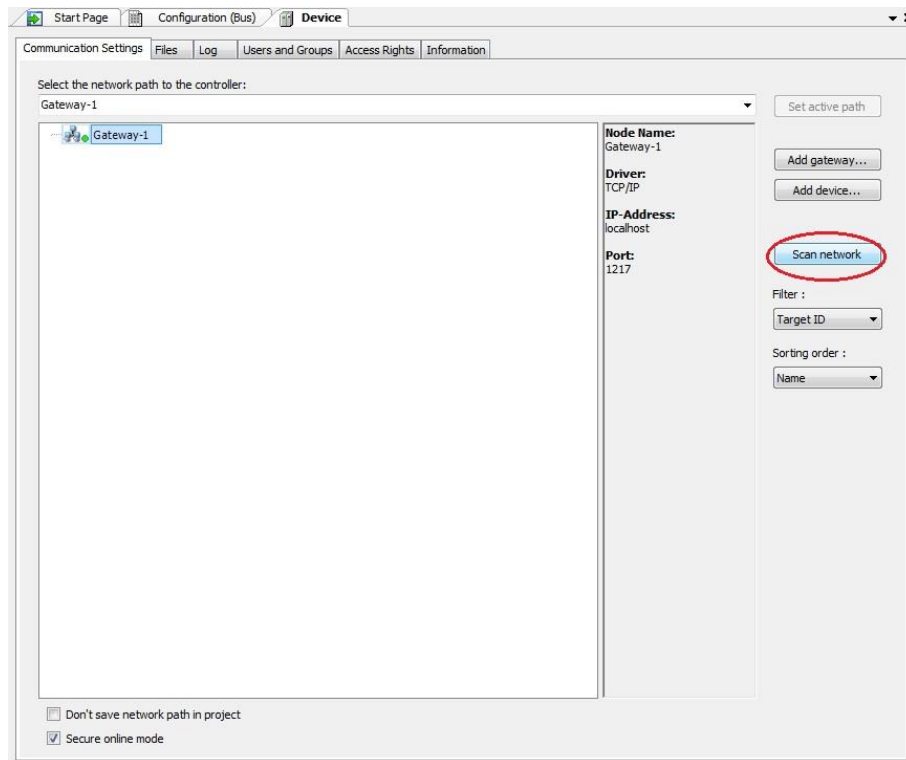 Start Page Configuration (Bus) Device
Communication Settings Files Log Users and Groups Access Rights Information
Select the network path to the controller:
Gateway-1
Set active path
Gateway-1
Node Name:
Gateway-1
Driver:
TCP/IP
IP-Address:
localhost
Port:
1217
Add gateway...
Add device...
Scan network
Filter :
Target ID
Sorting order :
Name
Don't save network path in project
Secure online mode